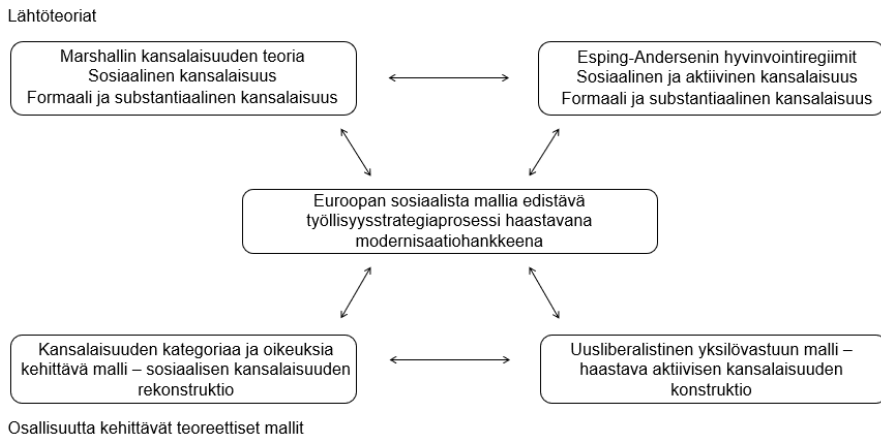 Lähtöteoriat
Marshallin kansalaisuuden teoria
Sosiaalinen kansalaisuus
Formaali ja substantiaalinen kansalaisuus
Esping-Andersenin hyvinvointiregiimit
Sosiaalinen ja aktiivinen kansalaisuus
Formaali ja substantiaalinen kansalaisuus
Euroopan sosiaalista mallia edistävä
työllisyysstrategiaprosessi haastavana
modernisaatiohankkeena
Kansalaisuuden kategoriaa ja oikeuksia
kehittävä malli – sosiaalisen kansalaisuuden
rekonstruktio
Uusliberalistinen yksilövastuun malli –
haastava aktiivisen kansalaisuuden
konstruktio
Osallisuutta kehittävät teoreettiset mallit